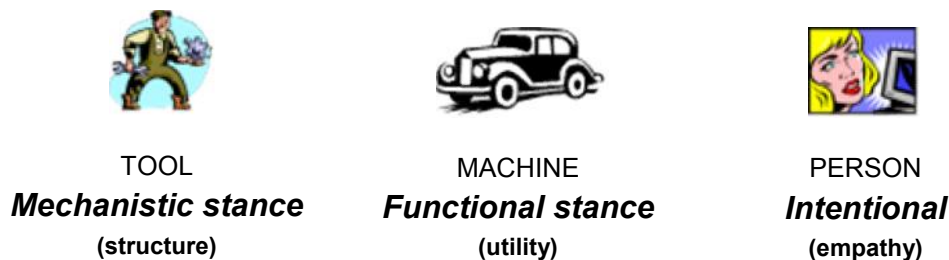 TOOL MACHINE PERSON
Mechanistic stance Functional stance Intentional
(structure) (utility) (empathy)